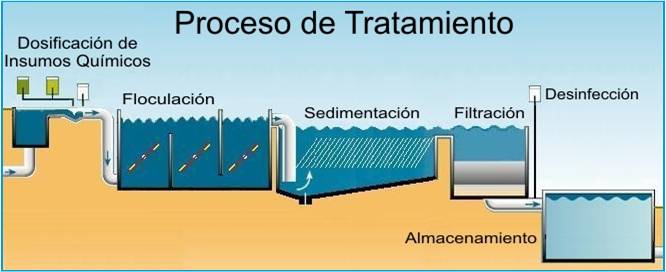 Proceso de Tratamiento
Dosificación de
Insumos Químicos
Floculación
Sedimentación
Filtración
Desinfección
Almacenamiento